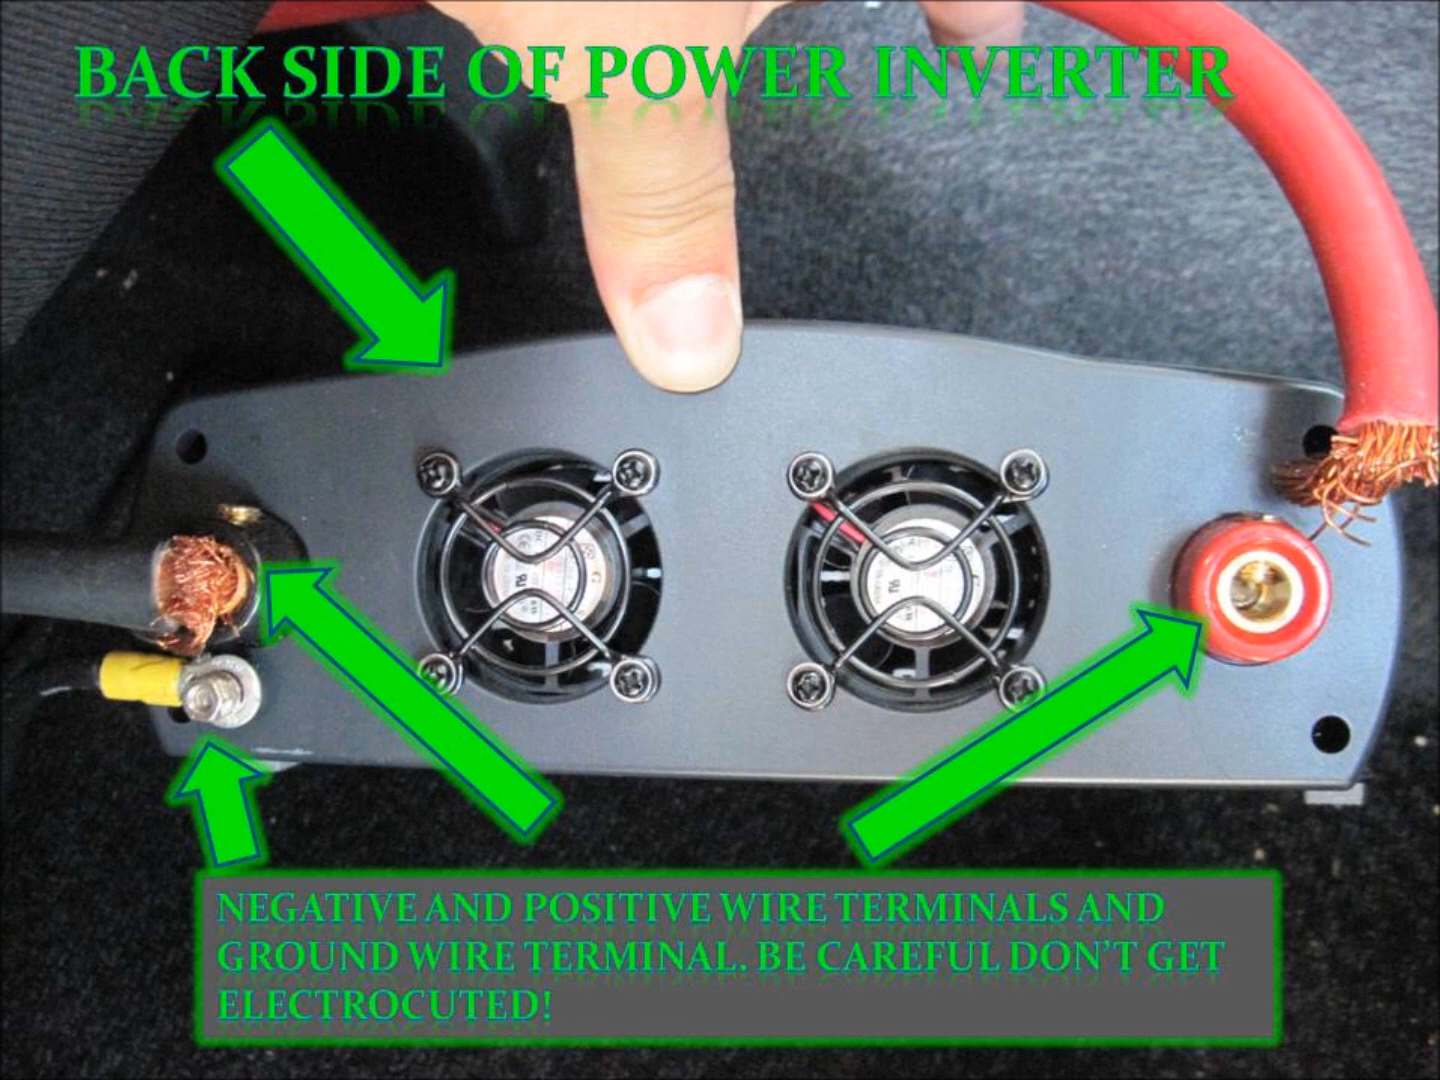 BACK SIDE OF POWER INVERTER
NEGATIVE AND POSITIVE WIRE TERMINALS AND
GROUND WIRE TERMINAL. BE CAREFUL DON'T GET
ELECTROCUTED!